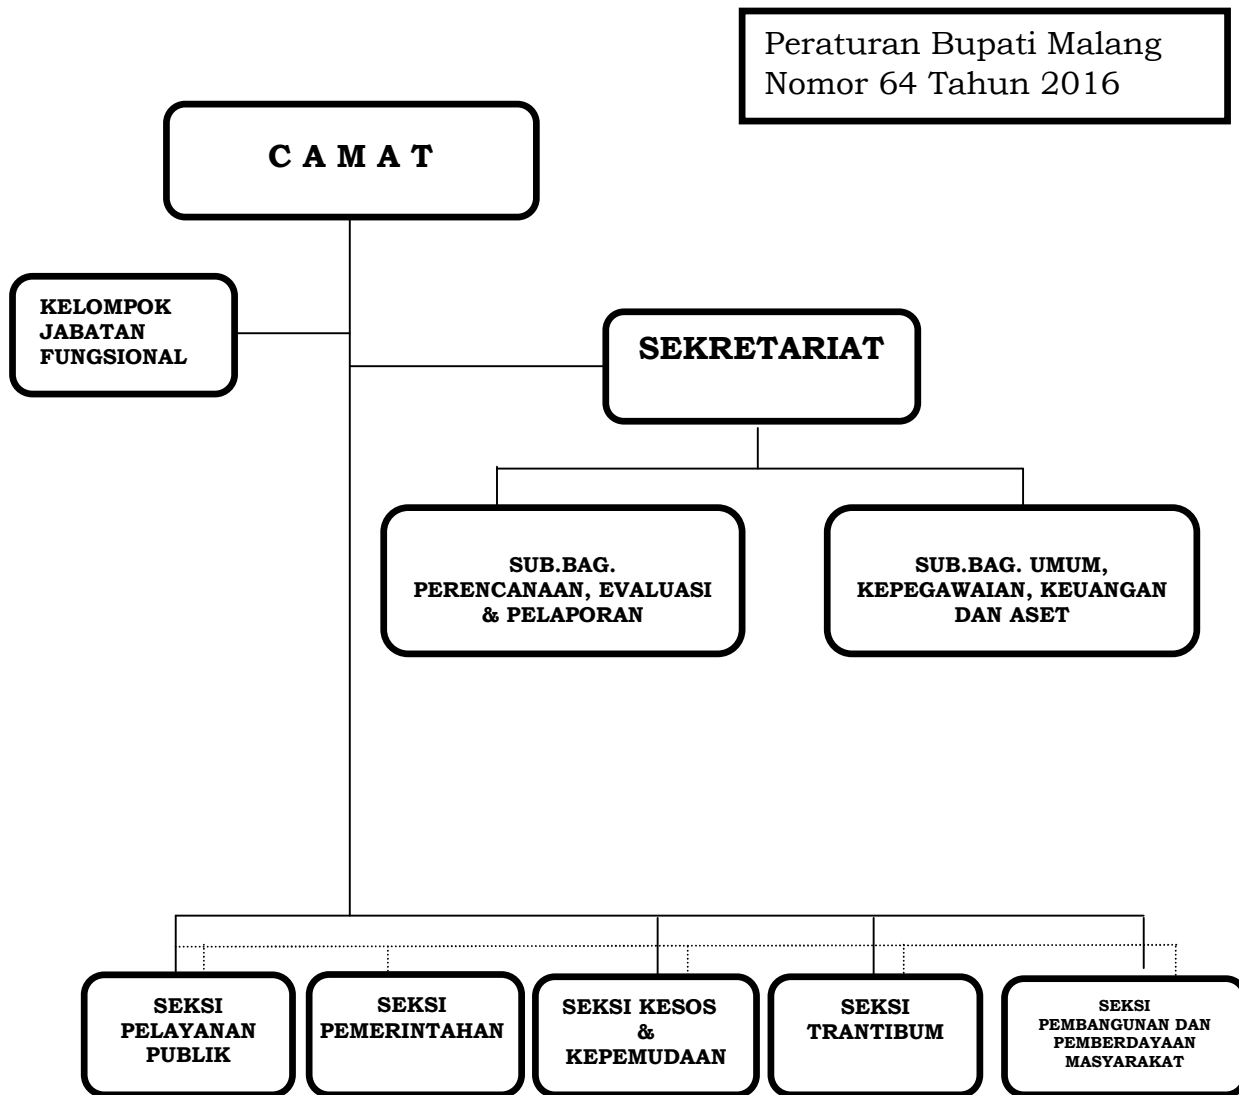 Peraturan Bupati Malang
Nomor 64 Tahun 2016
C A M A T
KELOMPOK
JABATAN
FUNGSIONAL
SEKRETARIAT
SUB.BAG.
PERENCANAAN, EVALUASI
& PELAPORAN
SUB.BAG. UMUM,
KEPEGAWAIAN, KEUANGAN
DAN ASET
SEKSI
PELAYANAN
PUBLIK
SEKSI
PEMERINTAHAN
SEKSI KESOS
&
KEPEMUDAAN
SEKSI
TRANTIBUM
SEKSI
PEMBANGUNAN DAN
PEMBERDAYAAN
MASYARAKAT